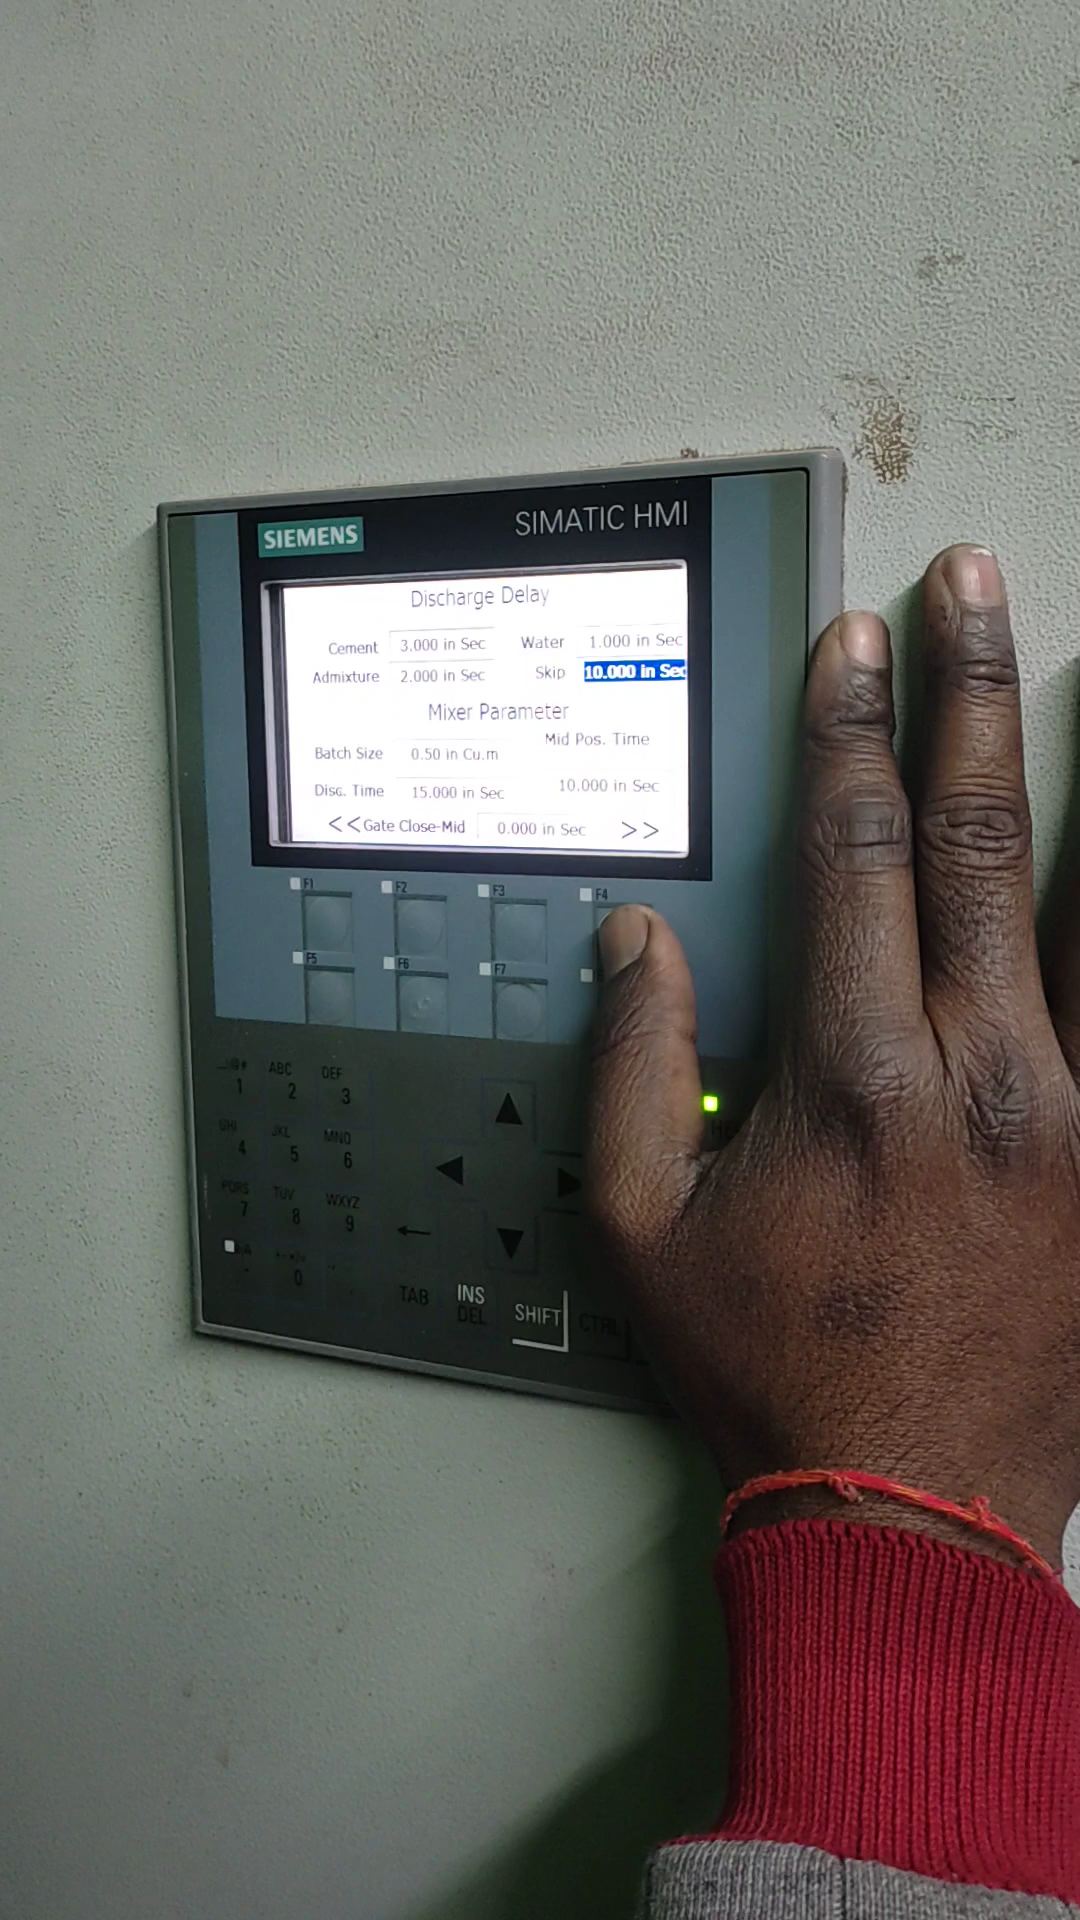 SIEMENS
SIMATIC HMI
Discharge Delay
Cement 3.000 in Sec Water 1.000 in Sec
Admixture 2.000 in Sec Skip 10.000 in Sec
Mixer Parameter
Mid Pos. Time
Batch Size 0.50 in Cu.m
Disc. Time 15.000 in Sec 10.000 in Sec
<<Gate Close-Mid 0.000 in Sec >>
F1 F2 F3 F4
F5 F6 F7
ABC DEF
1 2 3
GHI JKL MNO
4 5 6
PQRS TUV WXYZ
7 8 9
0
TAB INS DEL SHIFT CTRL